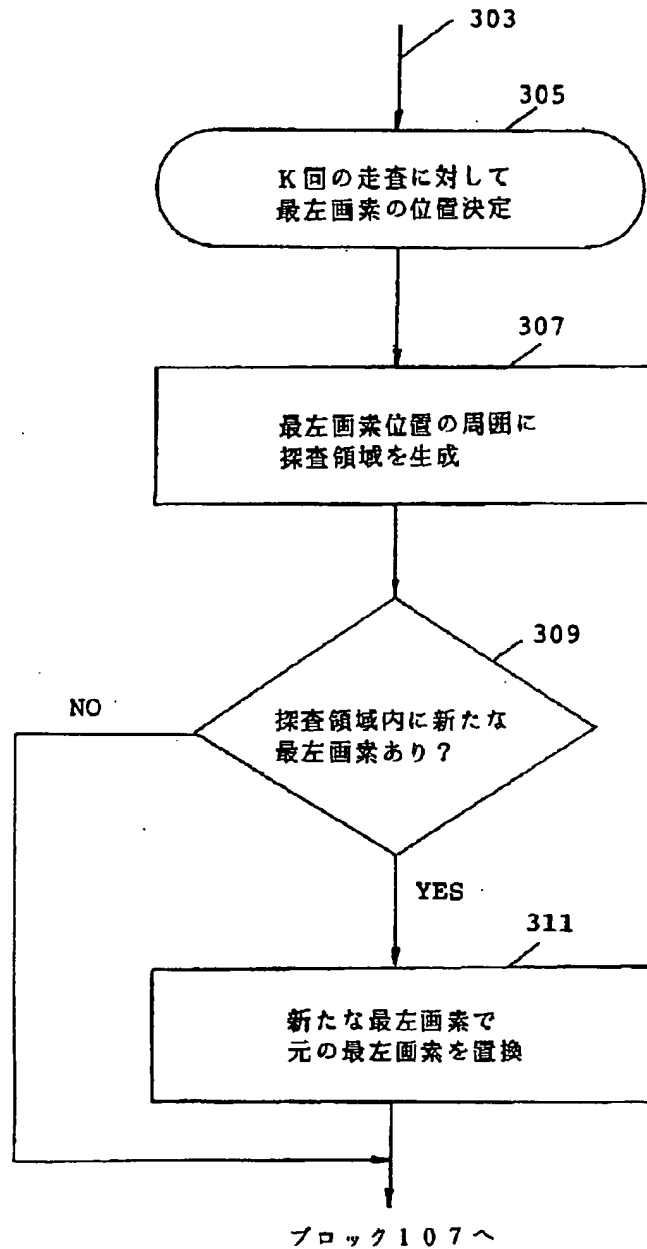 303
305
K回の走査に対して
最左画素の位置決定
307
最左画素位置の周囲に
探査領域を生成
309
NO
探査領域内に新たな
最左画素あり？
YES
311
新たな最左画素で
元の最左画素を置換
ブロック107へ